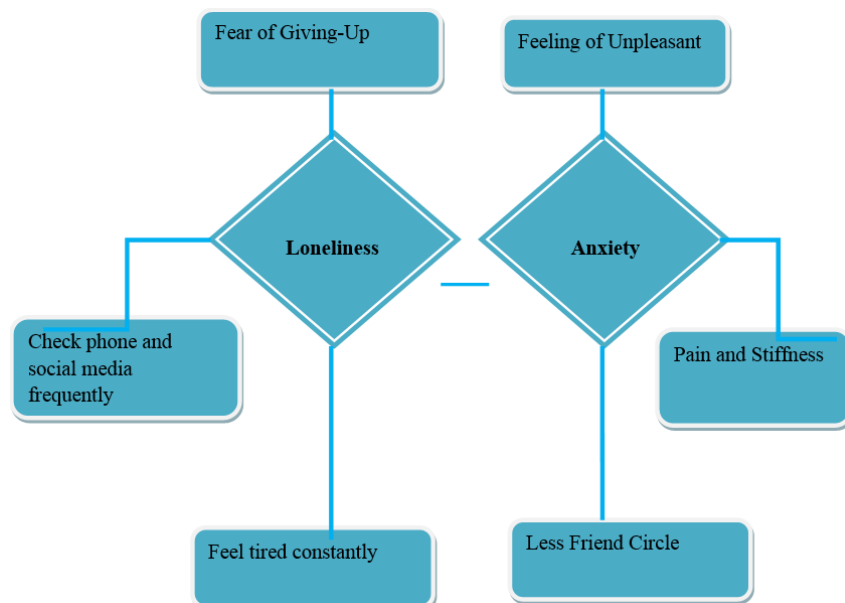 Fear of Giving-Up
Feeling of Unpleasant
Loneliness
Anxiety
Check phone and
social media
frequently
Pain and Stiffness
Feel tired constantly
Less Friend Circle